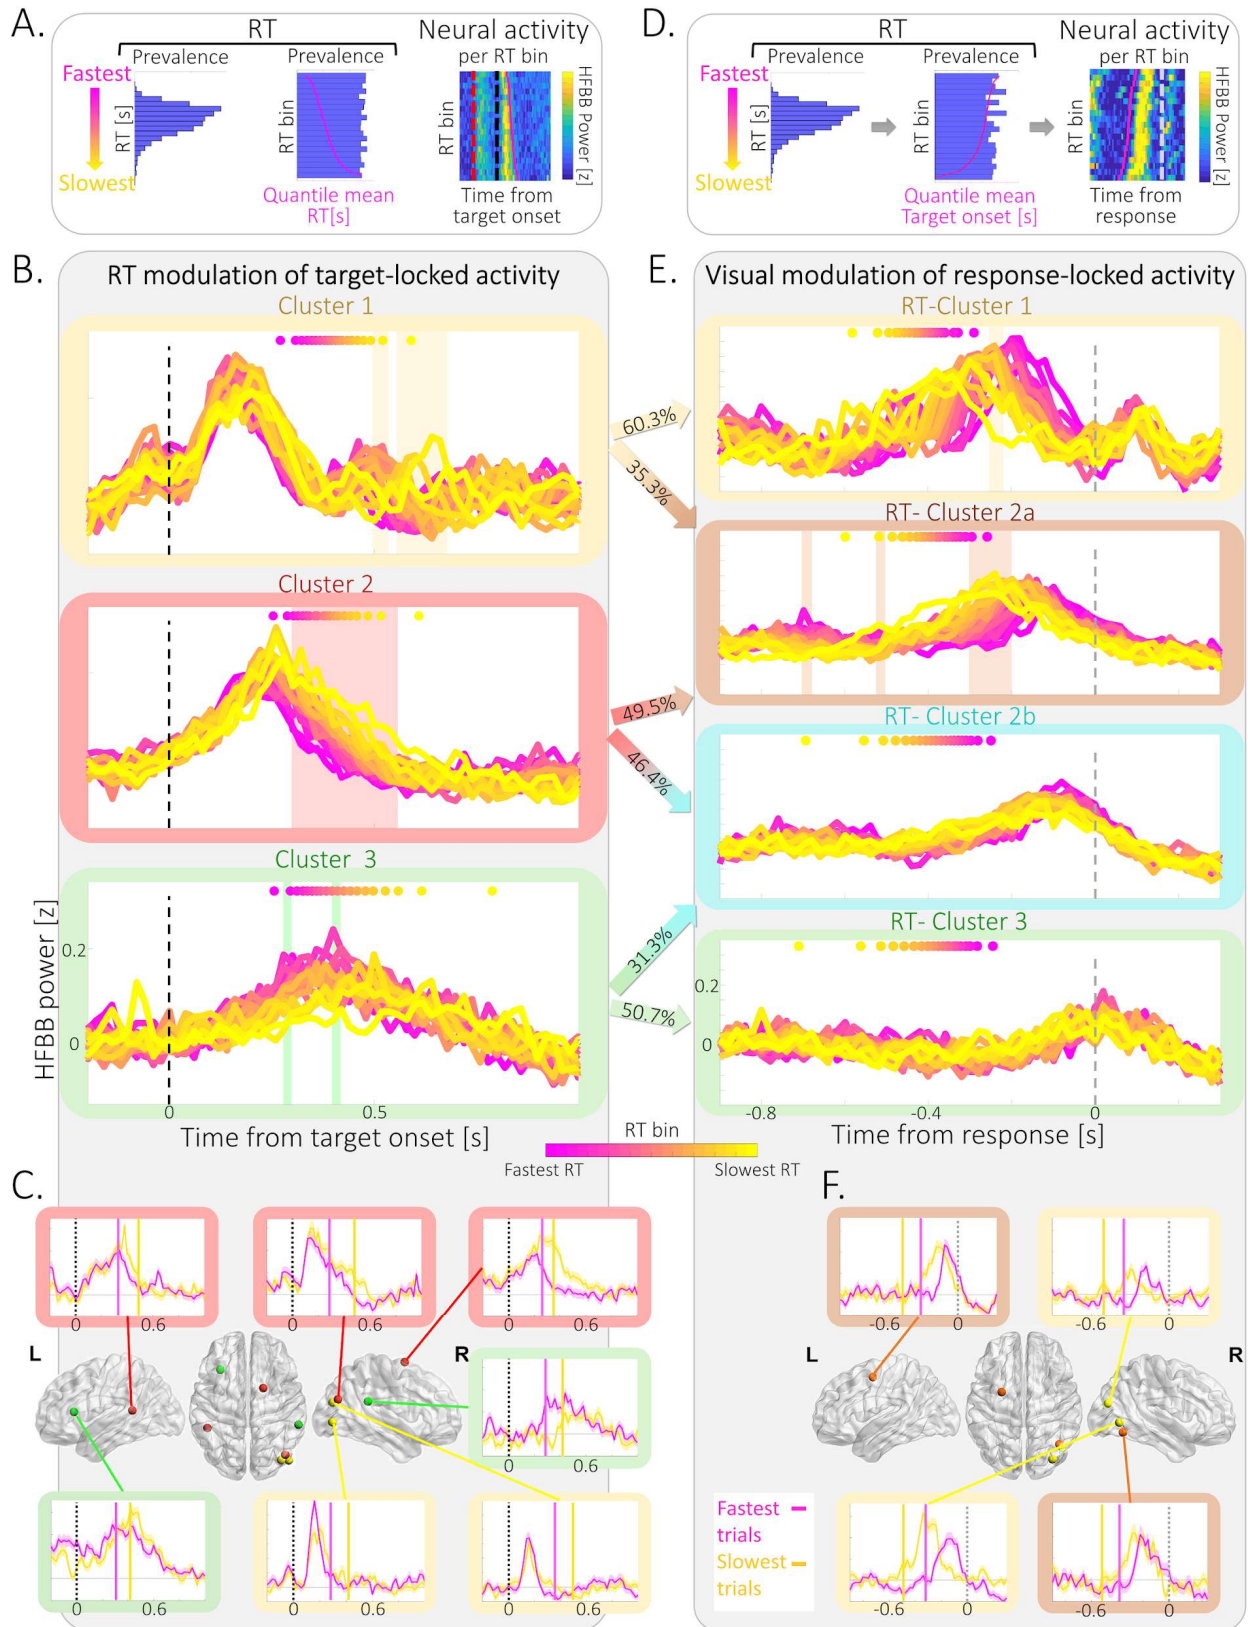 A.
RT
Prevalence
Prevalence
Fastest
Slowest
RT [s]
RT bin
Quantile mean
RT[s]
Neural activity
per RT bin
RT bin
HFBB Power [z]
Time from
target onset
D.
RT
Prevalence
Prevalence
Fastest
Slowest
RT [s]
RT bin
Quantile mean
Target onset [s]
Neural activity
per RT bin
RT bin
HFBB Power [z]
Time from
response
B.
RT modulation of target-locked activity
Cluster 1
Cluster 2
Cluster 3
HFBB power [z]
0.2
0
0
0.5
Time from target onset [s]
60.3%
35.3%
49.5%
46.4%
31.3%
50.7%
E.
Visual modulation of response-locked activity
RT-Cluster 1
RT- Cluster 2a
RT- Cluster 2b
RT- Cluster 3
0.2
0
-0.8
-0.4
0
Time from response [s]
RT bin
Fastest RT
Slowest RT
C.
0
0.6
0
0.6
0
0.6
L
R
0
0.6
0
0.6
0
0.6
0
0.6
F.
-0.6
0
-0.6
0
L
R
Fastest
trials
Slowest
trials
-0.6
0
-0.6
0